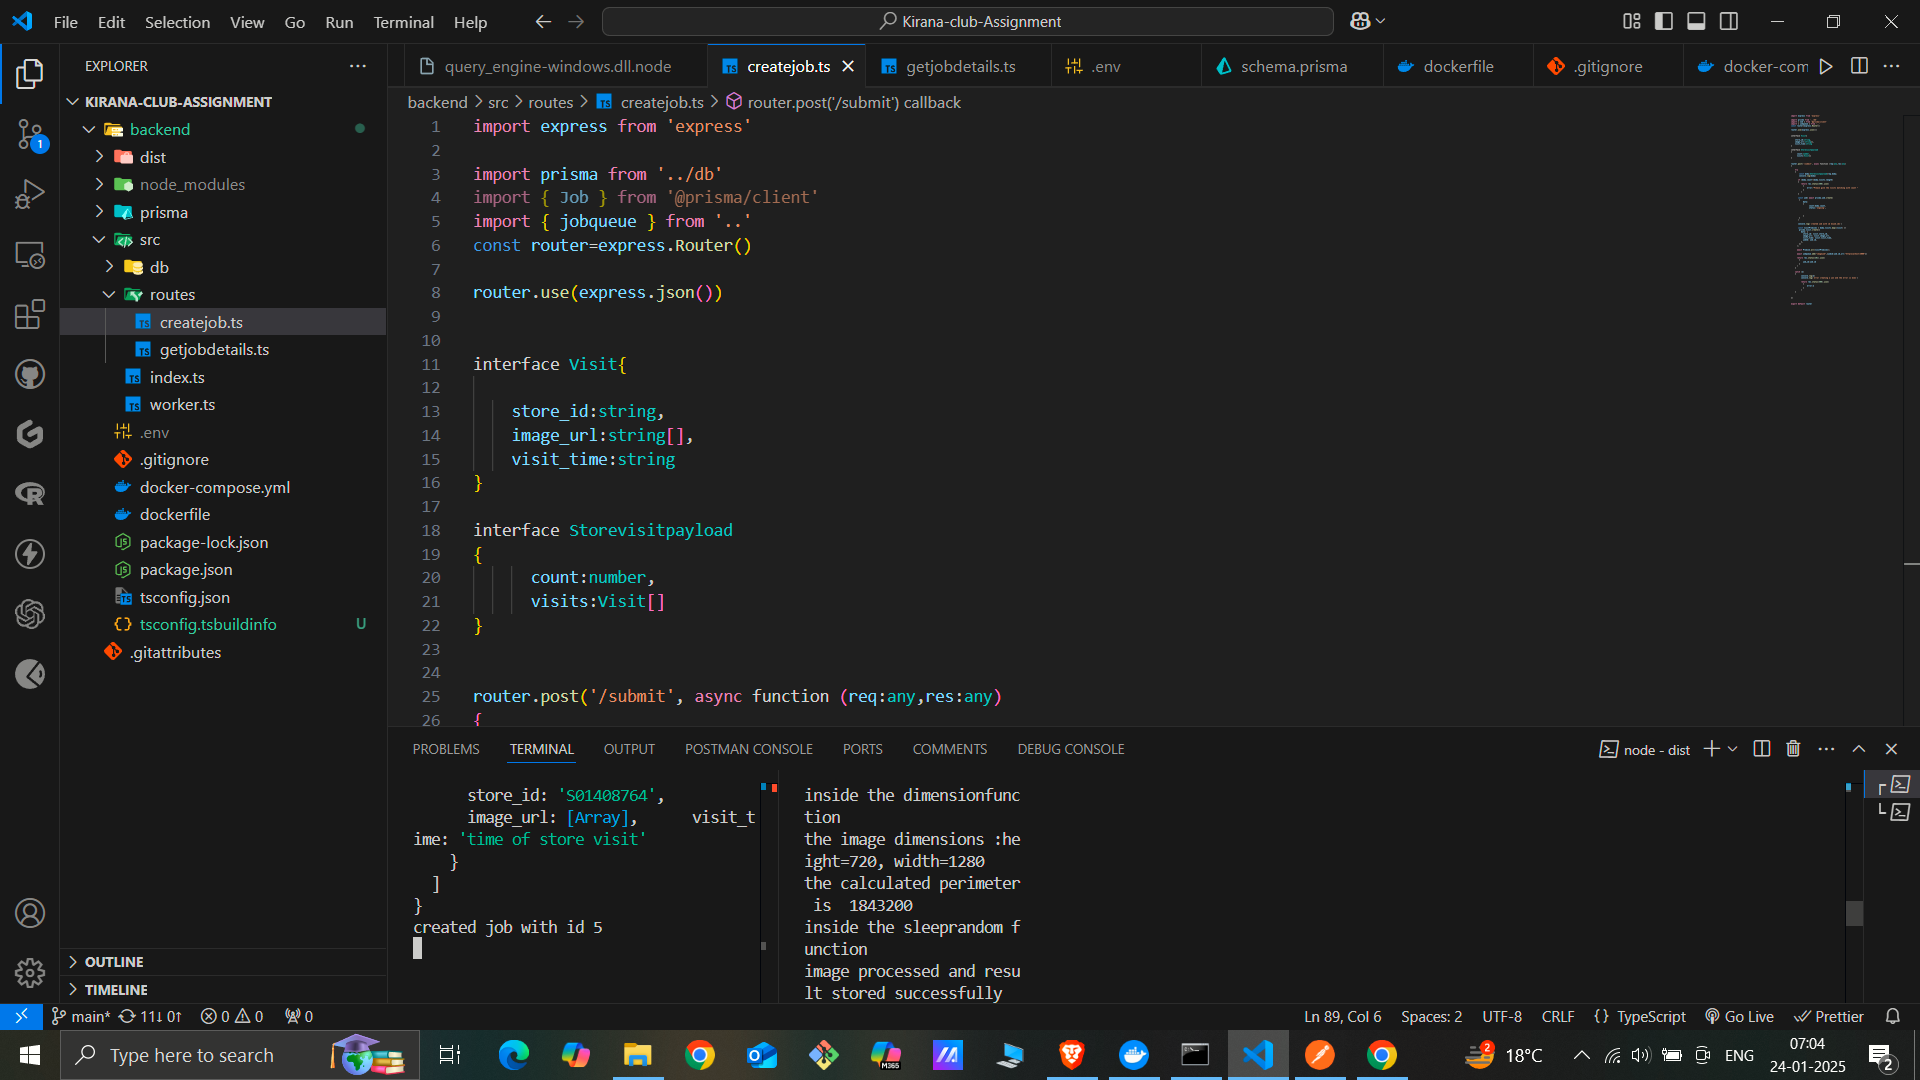 File Edit Selection View Go Run Terminal Help
Kirana-club-Assignment
EXPLORER
KIRANA-CLUB-ASSIGNMENT
backend
dist
node_modules
prisma
src
db
routes
createjob.ts
getjobdetails.ts
index.ts
worker.ts
.env
.gitignore
docker-compose.yml
dockerfile
package-lock.json
package.json
tsconfig.json
tsconfig.tsbuildinfo U
.gitattributes
OUTLINE
TIMELINE
1
query_engine-windows.dll.node createjob.ts getjobdetails.ts .env schema.prisma dockerfile .gitignore docker-com
backend > src > routes > createjob.ts > router.post('/submit') callback
1 import express from 'express'
2
3 import prisma from '../db'
4 import { Job } from '@prisma/client'
5 import { jobqueue } from '..'
6 const router=express.Router()
7
8 router.use(express.json())
9
10
11 interface Visit{
12
13 store_id:string,
14 image_url:string[],
15 visit_time:string
16 }
17
18 interface Storevisitpayload
19 {
20 count:number,
21 visits:Visit[]
22 }
23
24
25 router.post('/submit', async function (req:any,res:any)
26 {
PROBLEMS TERMINAL OUTPUT POSTMAN CONSOLE PORTS COMMENTS DEBUG CONSOLE
node - dist
store_id: 'S01408764',
image_url: [Array], visit_t
ime: 'time of store visit'
}
]
}
created job with id 5
inside the dimensionfunc
tion
the image dimensions :he
ight=720, width=1280
the calculated perimeter
is 1843200
inside the sleeprandom f
unction
image processed and resu
lt stored successfully
main* 11↓ 0↑ 0 0 0
Ln 89, Col 6 Spaces: 2 UTF-8 CRLF {} TypeScript Go Live Prettier
Type here to search
M365
2
18°C
ENG
07:04
24-01-2025
2